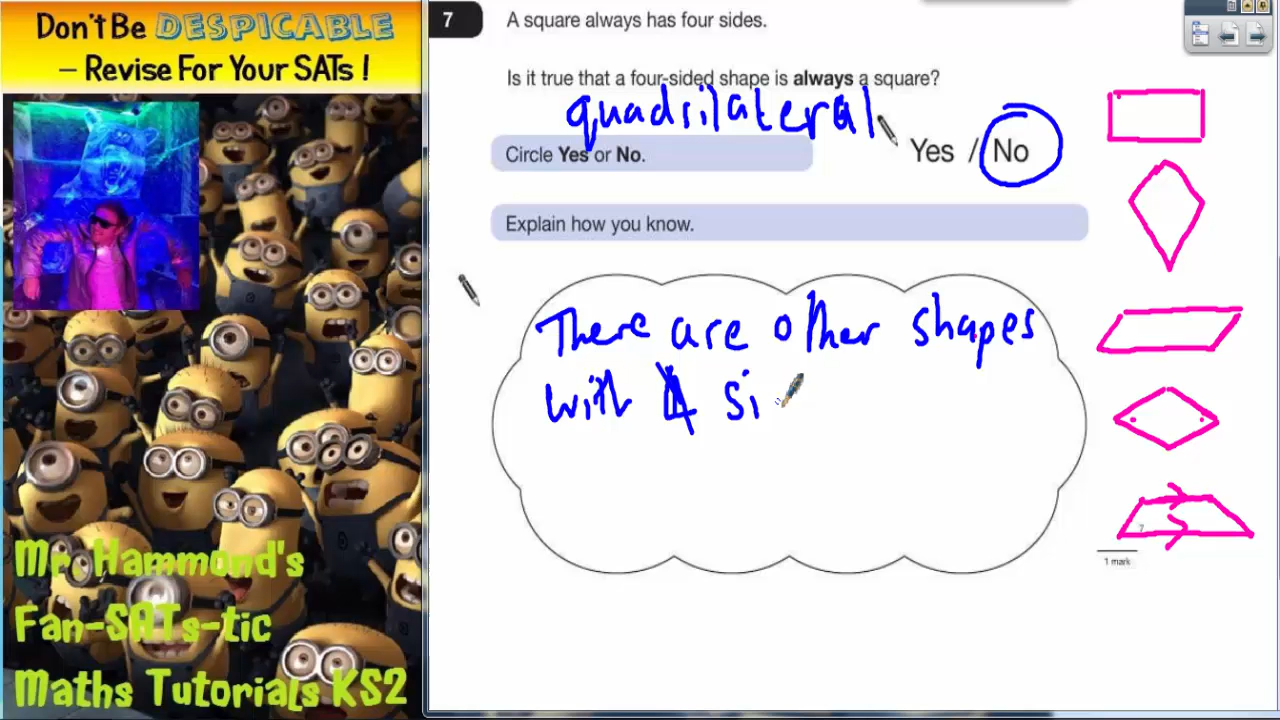 Don't Be DESPICABLE
– Revise For Your SATs !
Mr Hammond's
Fan-SATs-tic
Maths Tutorials KS2
7 A square always has four sides.
Is it true that a four-sided shape is always a square?
quadrilateral
Circle Yes or No.
Yes / No
Explain how you know.
There are other shapes
with 4 si
7
1 mark